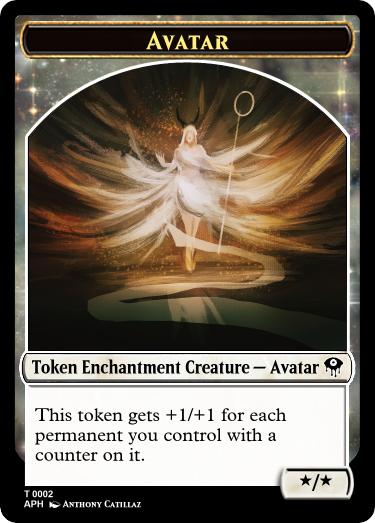 AVATAR
Token Enchantment Creature — Avatar
This token gets +1/+1 for each
permanent you control with a
counter on it.
★/★
T 0002
APH Anthony Catillaz